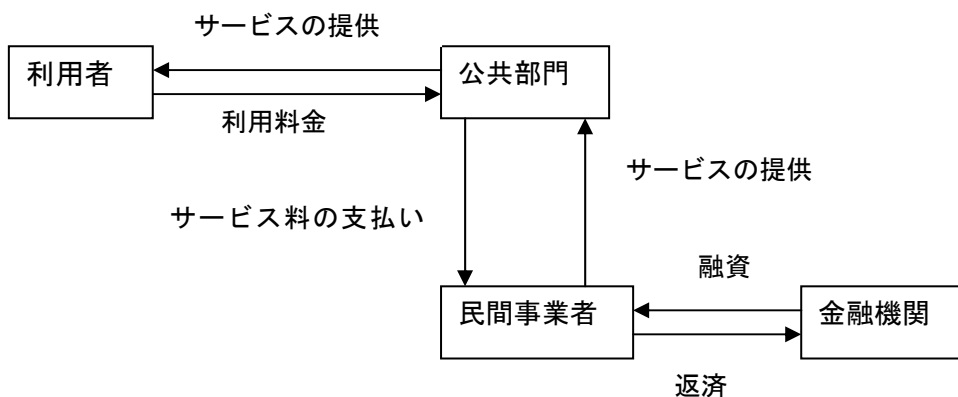 サービスの提供
利用者
公共部門
利用料金
サービスの提供
サービス料の支払い
融資
民間事業者
金融機関
返済